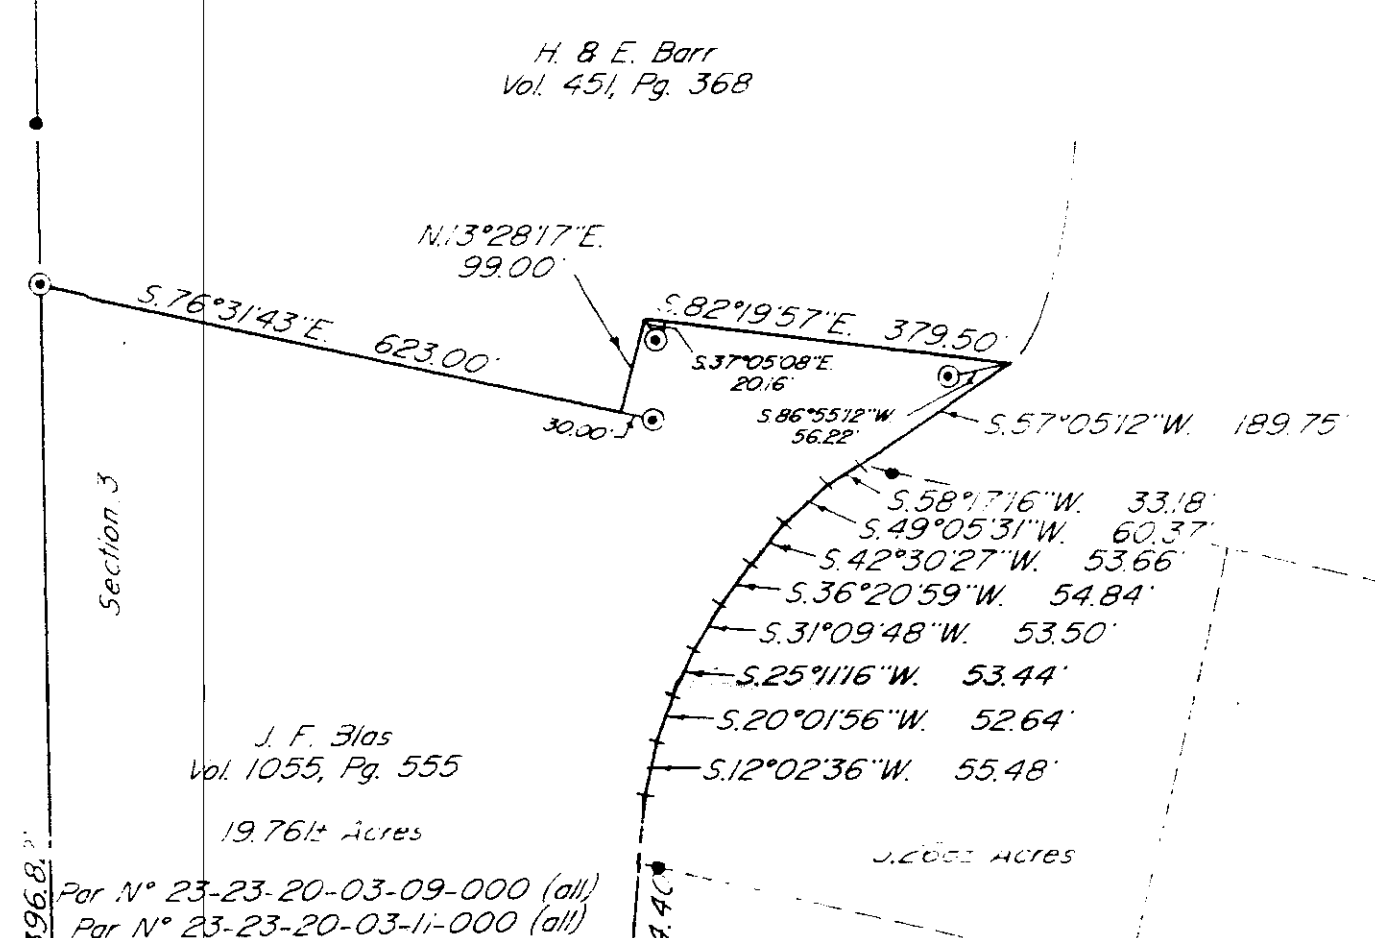 H. & E. Barr
Vol. 451, Pg. 368
N.13°28'17"E.
99.00'
S.76°31'43"E. 623.00'
S.82°19'57"E. 379.50'
S.37°05'08"E.
20.16'
S.86°55'12"W.
56.22'
30.00'
S.57°05'12"W. 189.75'
S.58°17'16"W. 33.18'
S.49°05'31"W. 60.37'
S.42°30'27"W. 53.66'
S.36°20'59"W. 54.84'
S.31°09'48"W. 53.50'
S.25°11'16"W. 53.44'
S.20°01'56"W. 52.64'
S.12°02'36"W. 55.48'
Section 3
J. F. Blas
Vol. 1055, Pg. 555
19.761± Acres
Acres
Par Nº 23-23-20-03-09-000 (all)
Par Nº 23-23-20-03-11-000 (all)